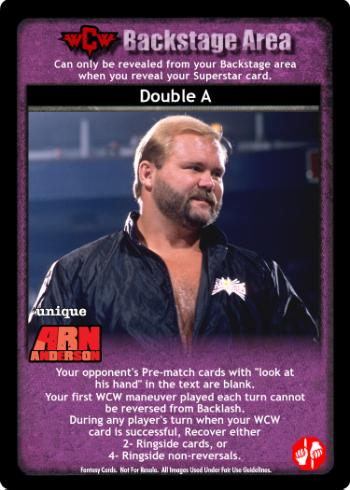 WCW Backstage Area
Can only be revealed from your Backstage area
when you reveal your Superstar card.
Double A
unique
ARN
ANDERSON
Your opponent's Pre-match cards with "look at
his hand" in the text are blank.
Your first WCW maneuver played each turn cannot
be reversed from Backlash.
During any player's turn when your WCW
card is successful, Recover either
2- Ringside cards, or
4- Ringside non-reversals.
Fantasy Cards. Not For Resale. All Images Used Under Fair Use Guidelines.